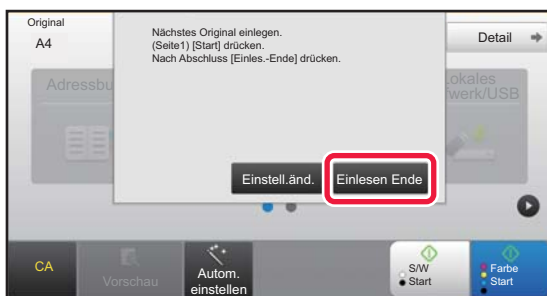 Original
A4
Nächstes Original einlegen.
(Seite1) [Start] drücken.
Nach Abschluss [Einles.-Ende] drücken.
Detail
Adressbu
okales
werk/USB
Einstell.änd.
Einlesen Ende
CA
Vorschau
Autom.
einstellen
S/W
Start
Farbe
Start